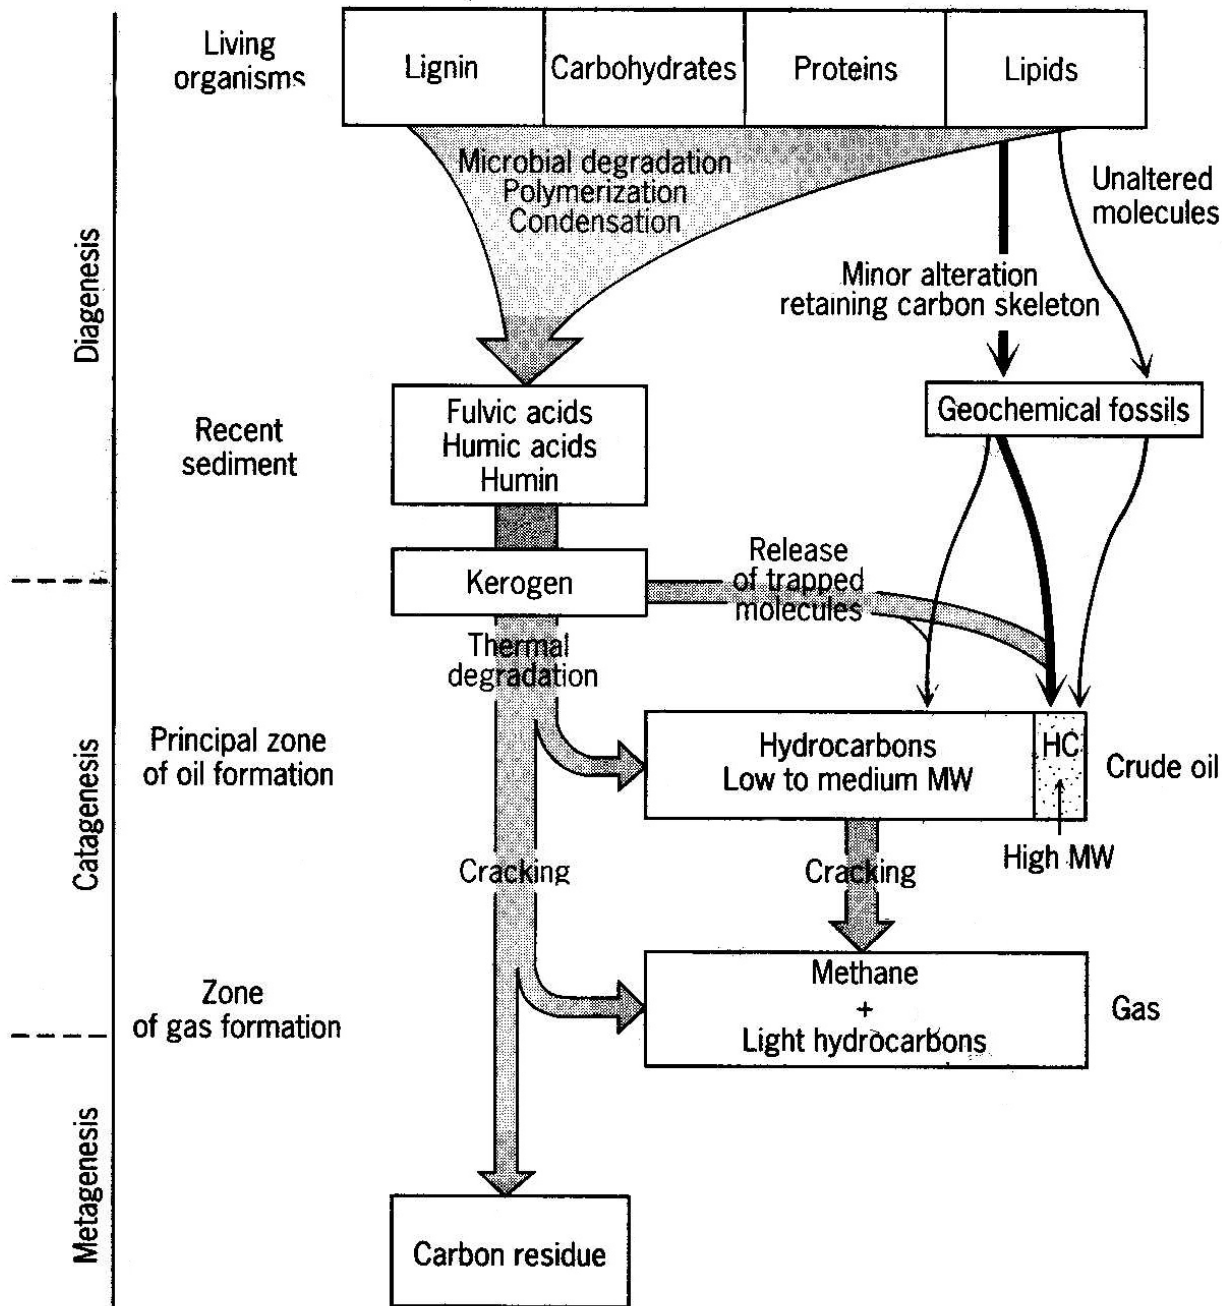 Living
organisms
Lignin
Carbohydrates
Proteins
Lipids
Microbial degradation
Polymerization
Condensation
Unaltered
molecules
Minor alteration
retaining carbon skeleton
Diagenesis
Recent
sediment
Fulvic acids
Humic acids
Humin
Geochemical fossils
Kerogen
Release
of trapped
molecules
Thermal
degradation
Catagenesis
Principal zone
of oil formation
Hydrocarbons
Low to medium MW
HC
Crude oil
High MW
Cracking
Cracking
Zone
of gas formation
Methane
+
Light hydrocarbons
Gas
Metagenesis
Carbon residue